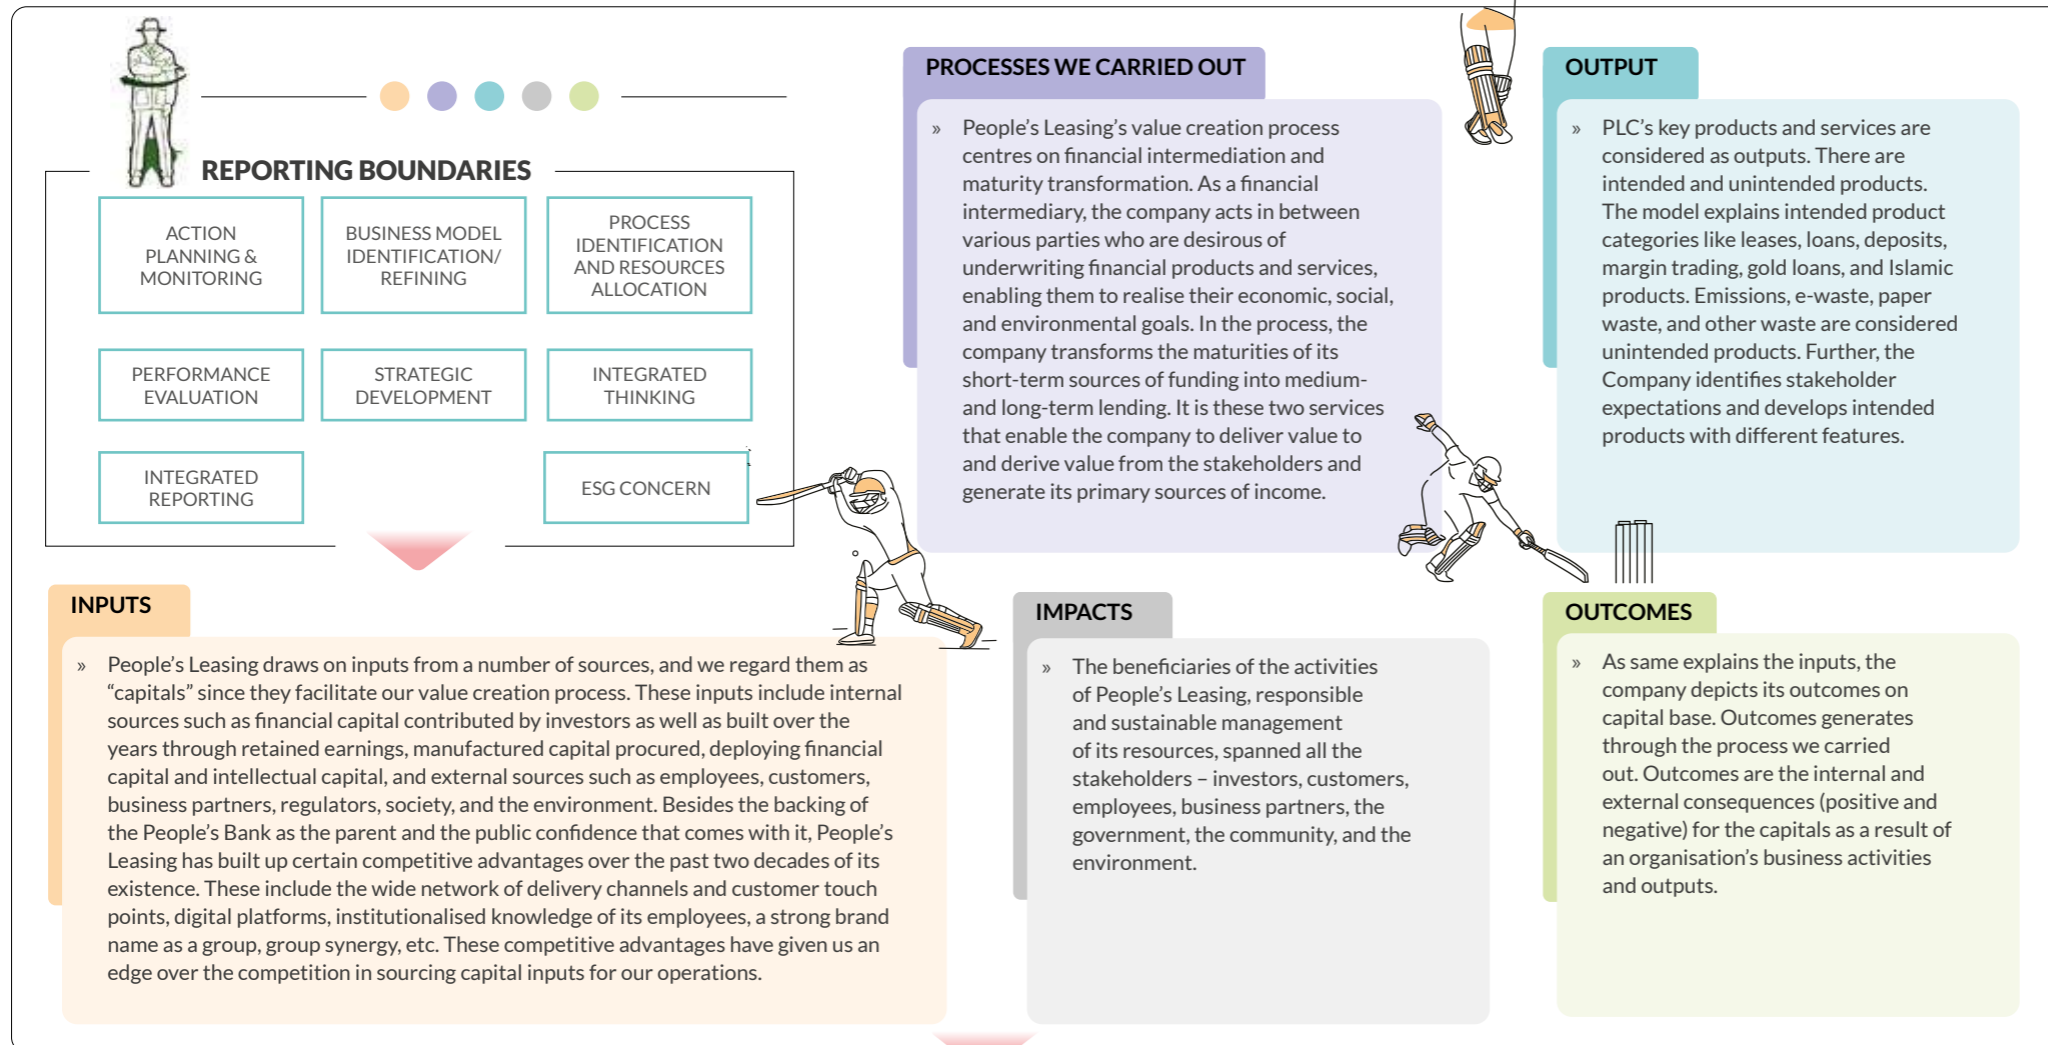 REPORTING BOUNDARIES
ACTION
PLANNING &
MONITORING
BUSINESS MODEL
IDENTIFICATION/
REFINING
PROCESS
IDENTIFICATION
AND RESOURCES
ALLOCATION
PERFORMANCE
EVALUATION
STRATEGIC
DEVELOPMENT
INTEGRATED
THINKING
INTEGRATED
REPORTING
ESG CONCERN
PROCESSES WE CARRIED OUT
» People’s Leasing’s value creation process
centres on financial intermediation and
maturity transformation. As a financial
intermediary, the company acts in between
various parties who are desirous of
underwriting financial products and services,
enabling them to realise their economic, social,
and environmental goals. In the process, the
company transforms the maturities of its
short-term sources of funding into medium-
and long-term lending. It is these two services
that enable the company to deliver value to
and derive value from the stakeholders and
generate its primary sources of income.
OUTPUT
» PLC’s key products and services are
considered as outputs. There are
intended and unintended products.
The model explains intended product
categories like leases, loans, deposits,
margin trading, gold loans, and Islamic
products. Emissions, e-waste, paper
waste, and other waste are considered
unintended products. Further, the
Company identifies stakeholder
expectations and develops intended
products with different features.
INPUTS
» People’s Leasing draws on inputs from a number of sources, and we regard them as
“capitals” since they facilitate our value creation process. These inputs include internal
sources such as financial capital contributed by investors as well as built over the
years through retained earnings, manufactured capital procured, deploying financial
capital and intellectual capital, and external sources such as employees, customers,
business partners, regulators, society, and the environment. Besides the backing of
the People’s Bank as the parent and the public confidence that comes with it, People’s
Leasing has built up certain competitive advantages over the past two decades of its
existence. These include the wide network of delivery channels and customer touch
points, digital platforms, institutionalised knowledge of its employees, a strong brand
name as a group, group synergy, etc. These competitive advantages have given us an
edge over the competition in sourcing capital inputs for our operations.
IMPACTS
» The beneficiaries of the activities
of People’s Leasing, responsible
and sustainable management
of its resources, spanned all the
stakeholders – investors, customers,
employees, business partners, the
government, the community, and the
environment.
OUTCOMES
» As same explains the inputs, the
company depicts its outcomes on
capital base. Outcomes generates
through the process we carried
out. Outcomes are the internal and
external consequences (positive and
negative) for the capitals as a result of
an organisation’s business activities
and outputs.